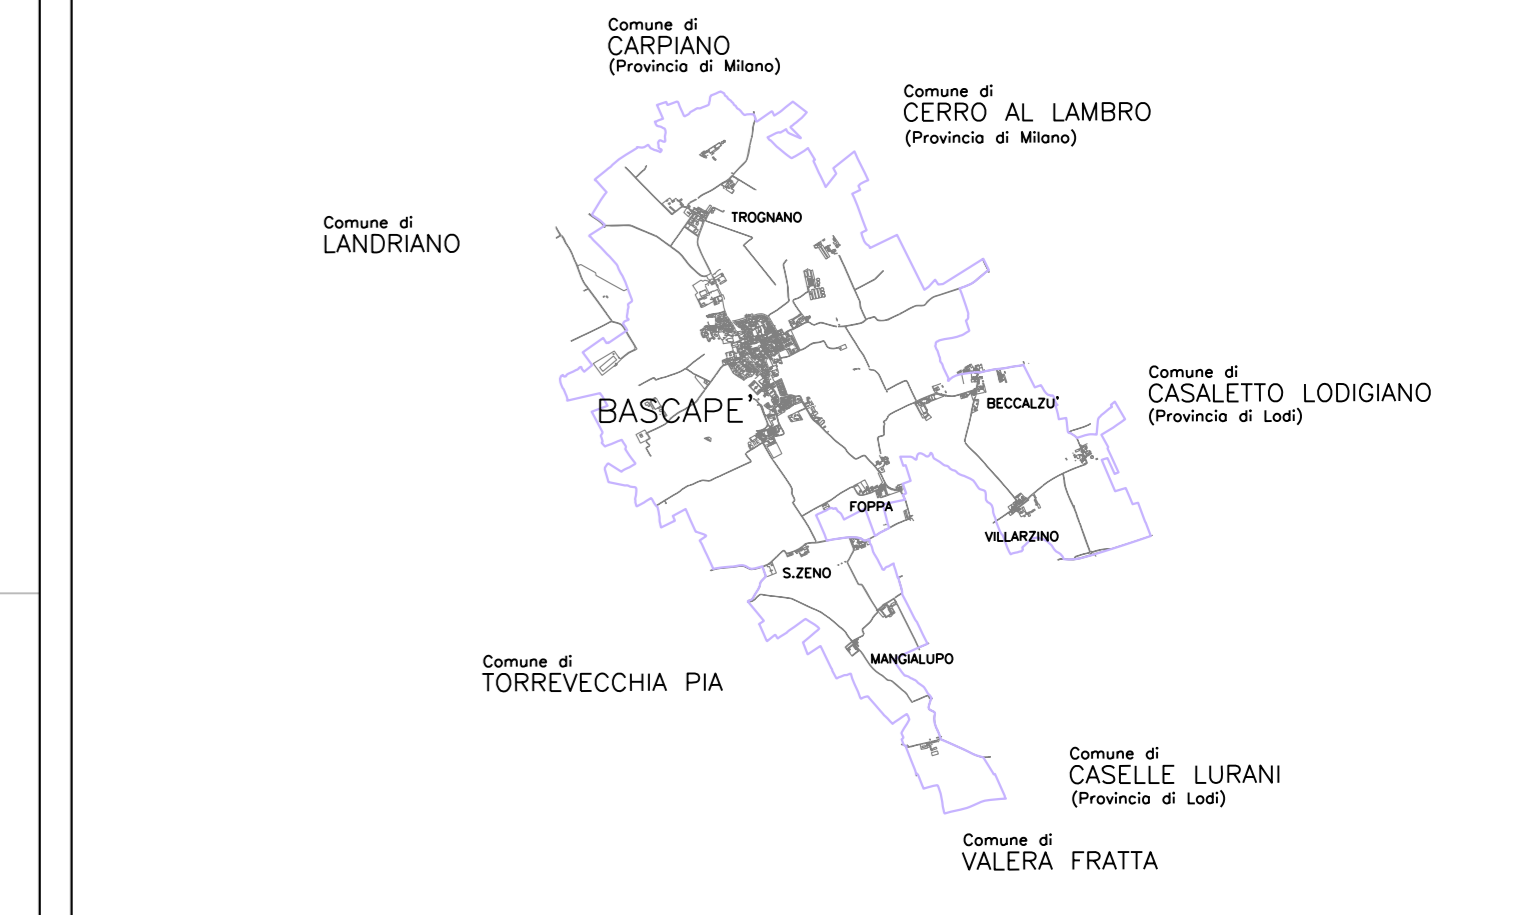 Comune di
CARPIANO
(Provincia di Milano)
Comune di
CERRO AL LAMBRO
(Provincia di Milano)
Comune di
LANDRIANO
TROGNANO
Comune di
CASALETTO LODIGIANO
(Provincia di Lodi)
BASCAPE'
BECCALZU'
FOPPA
VILLARZINO
S.ZENO
Comune di
TORREVECCHIA PIA
MANGIALUPO
Comune di
CASELLE LURANI
(Provincia di Lodi)
Comune di
VALERA FRATTA